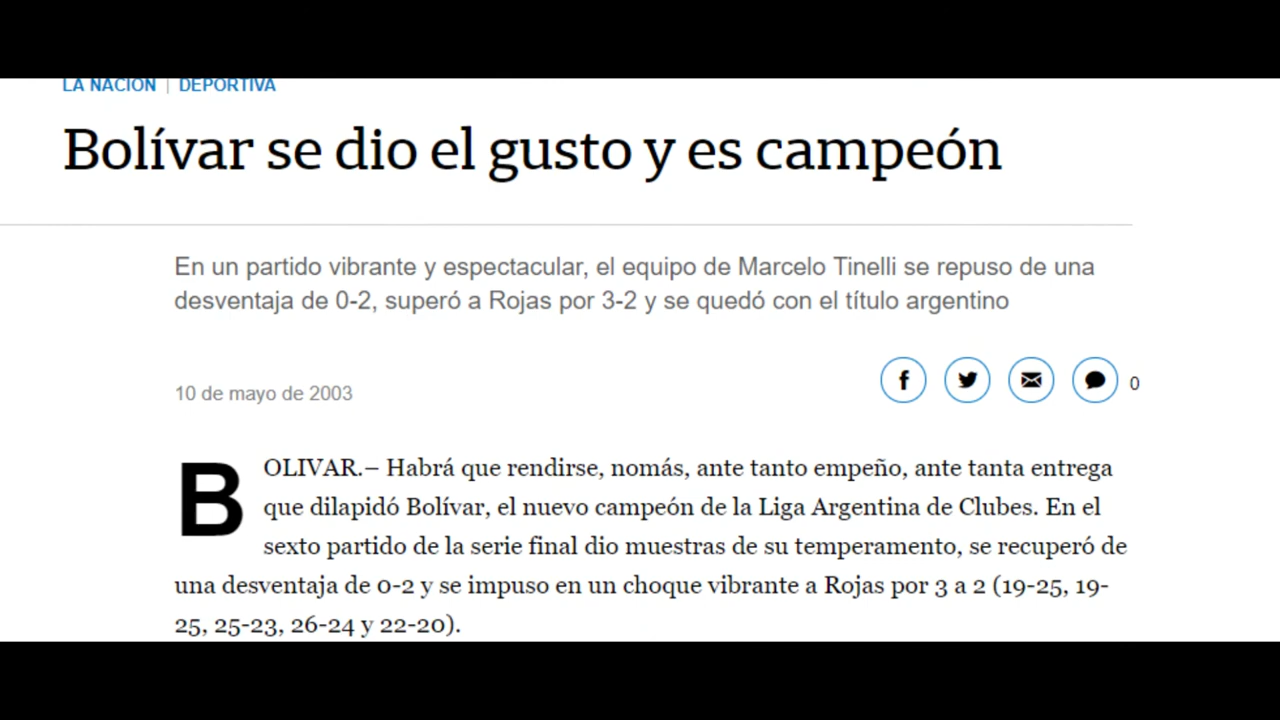 LA NACION | DEPORTIVA
Bolívar se dio el gusto y es campeón
En un partido vibrante y espectacular, el equipo de Marcelo Tinelli se repuso de una
desventaja de 0-2, superó a Rojas por 3-2 y se quedó con el título argentino
10 de mayo de 2003
0
BOLIVAR.– Habrá que rendirse, nomás, ante tanto empeño, ante tanta entrega
que dilapidó Bolívar, el nuevo campeón de la Liga Argentina de Clubes. En el
sexto partido de la serie final dio muestras de su temperamento, se recuperó de
una desventaja de 0-2 y se impuso en un choque vibrante a Rojas por 3 a 2 (19-25, 19-
25, 25-23, 26-24 y 22-20).